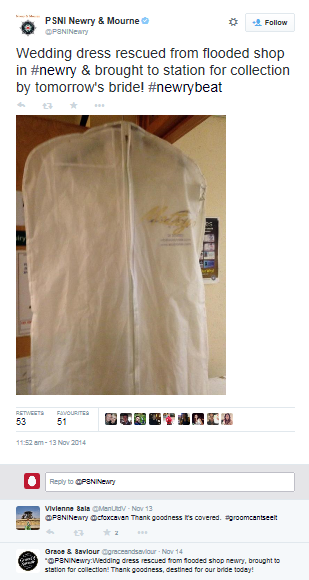 PSNI Newry & Mourne
@PSNINewry
Follow
Wedding dress rescued from flooded shop
in #newry & brought to station for collection
by tomorrow's bride! #newrybeat
RETWEETS
53
FAVOURITES
51
11:52 am - 13 Nov 2014
Reply to @PSNINewry
Vivienne Sala @ManUtdV · Nov 13
@PSNINewry @cfoxcavan Thank goodness it's covered. #groomcantseeit
2
Grace & Saviour @graceandsaviour · Nov 14
"@PSNINewry:Wedding dress rescued from flooded shop newry, brought to
station for collection! Thank goodness, destined for our bride today!